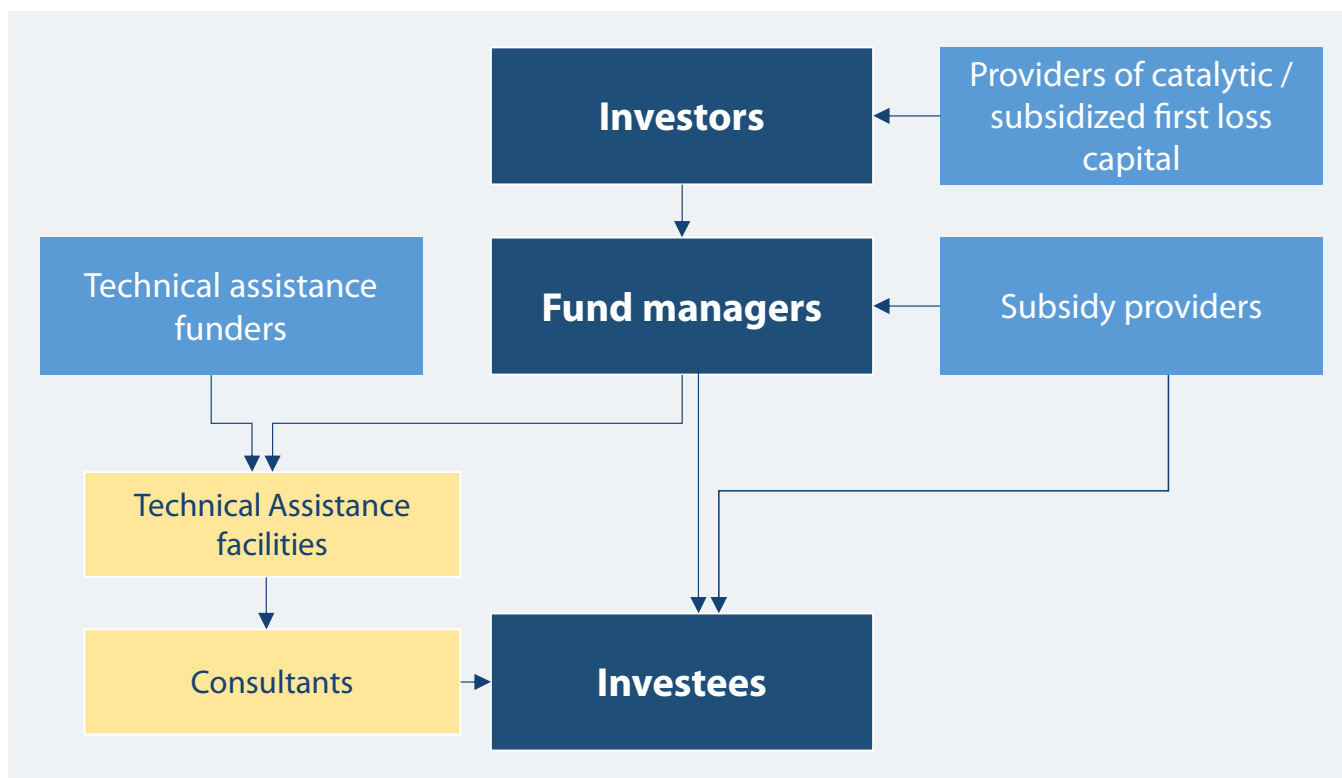 Investors
Providers of catalytic /
subsidized first loss
capital
Technical assistance
funders
Fund managers
Subsidy providers
Technical Assistance
facilities
Consultants
Investees